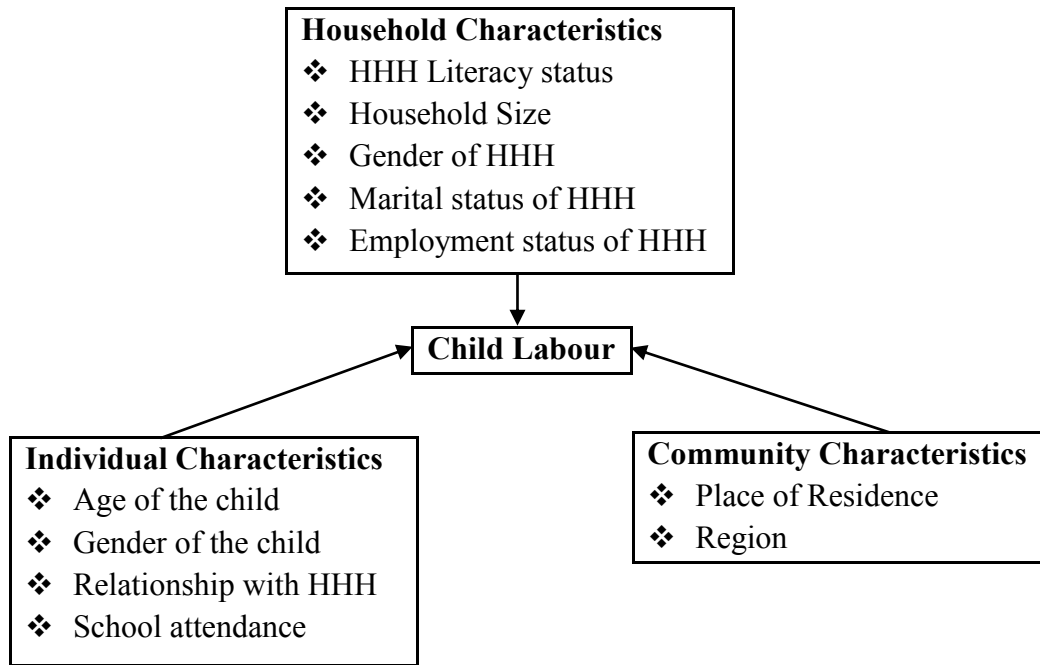 Household Characteristics
❖ HHH Literacy status
❖ Household Size
❖ Gender of HHH
❖ Marital status of HHH
❖ Employment status of HHH
Child Labour
Individual Characteristics
❖ Age of the child
❖ Gender of the child
❖ Relationship with HHH
❖ School attendance
Community Characteristics
❖ Place of Residence
❖ Region